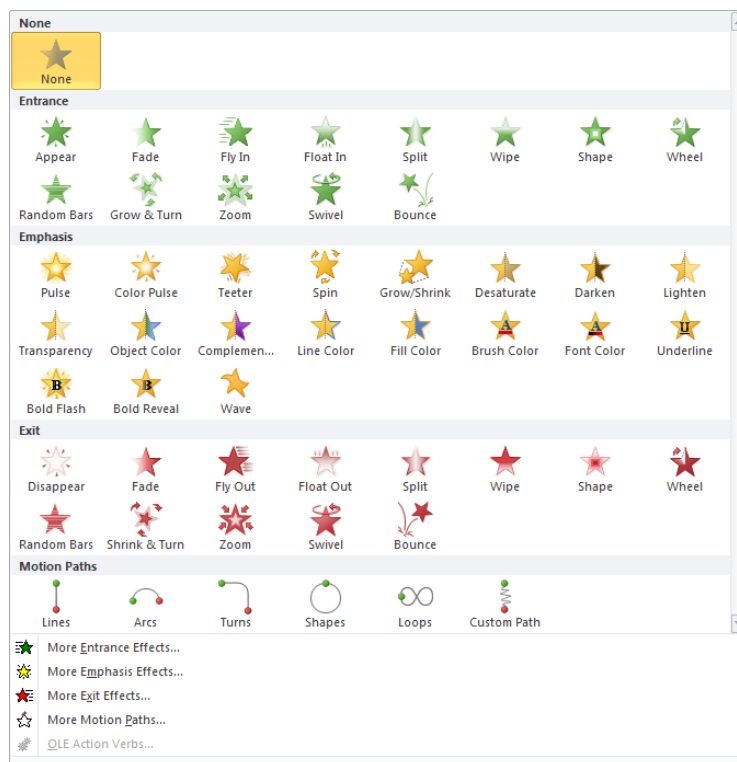 None
None
Entrance
Appear Fade Fly In Float In Split Wipe Shape Wheel
Random Bars Grow & Turn Zoom Swivel Bounce
Emphasis
Pulse Color Pulse Teeter Spin Grow/Shrink Desaturate Darken Lighten
Transparency Object Color Complemen... Line Color Fill Color Brush Color Font Color Underline
Bold Flash Bold Reveal Wave
Exit
Disappear Fade Fly Out Float Out Split Wipe Shape Wheel
Random Bars Shrink & Turn Zoom Swivel Bounce
Motion Paths
Lines Arcs Turns Shapes Loops Custom Path
More Entrance Effects...
More Emphasis Effects...
More Exit Effects...
More Motion Paths...
OLE Action Verbs...